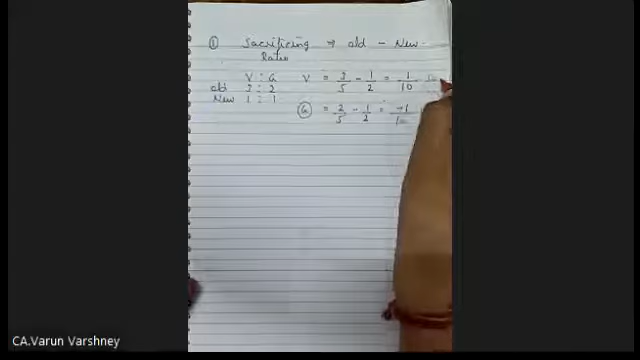 ① Sacrificing → old - New
Ratio
V : G
old 3 : 2
New 1 : 1
V = 3/5 - 1/2 = 1/10
G = 2/5 - 1/2 = -1/10
CA.Varun Varshney